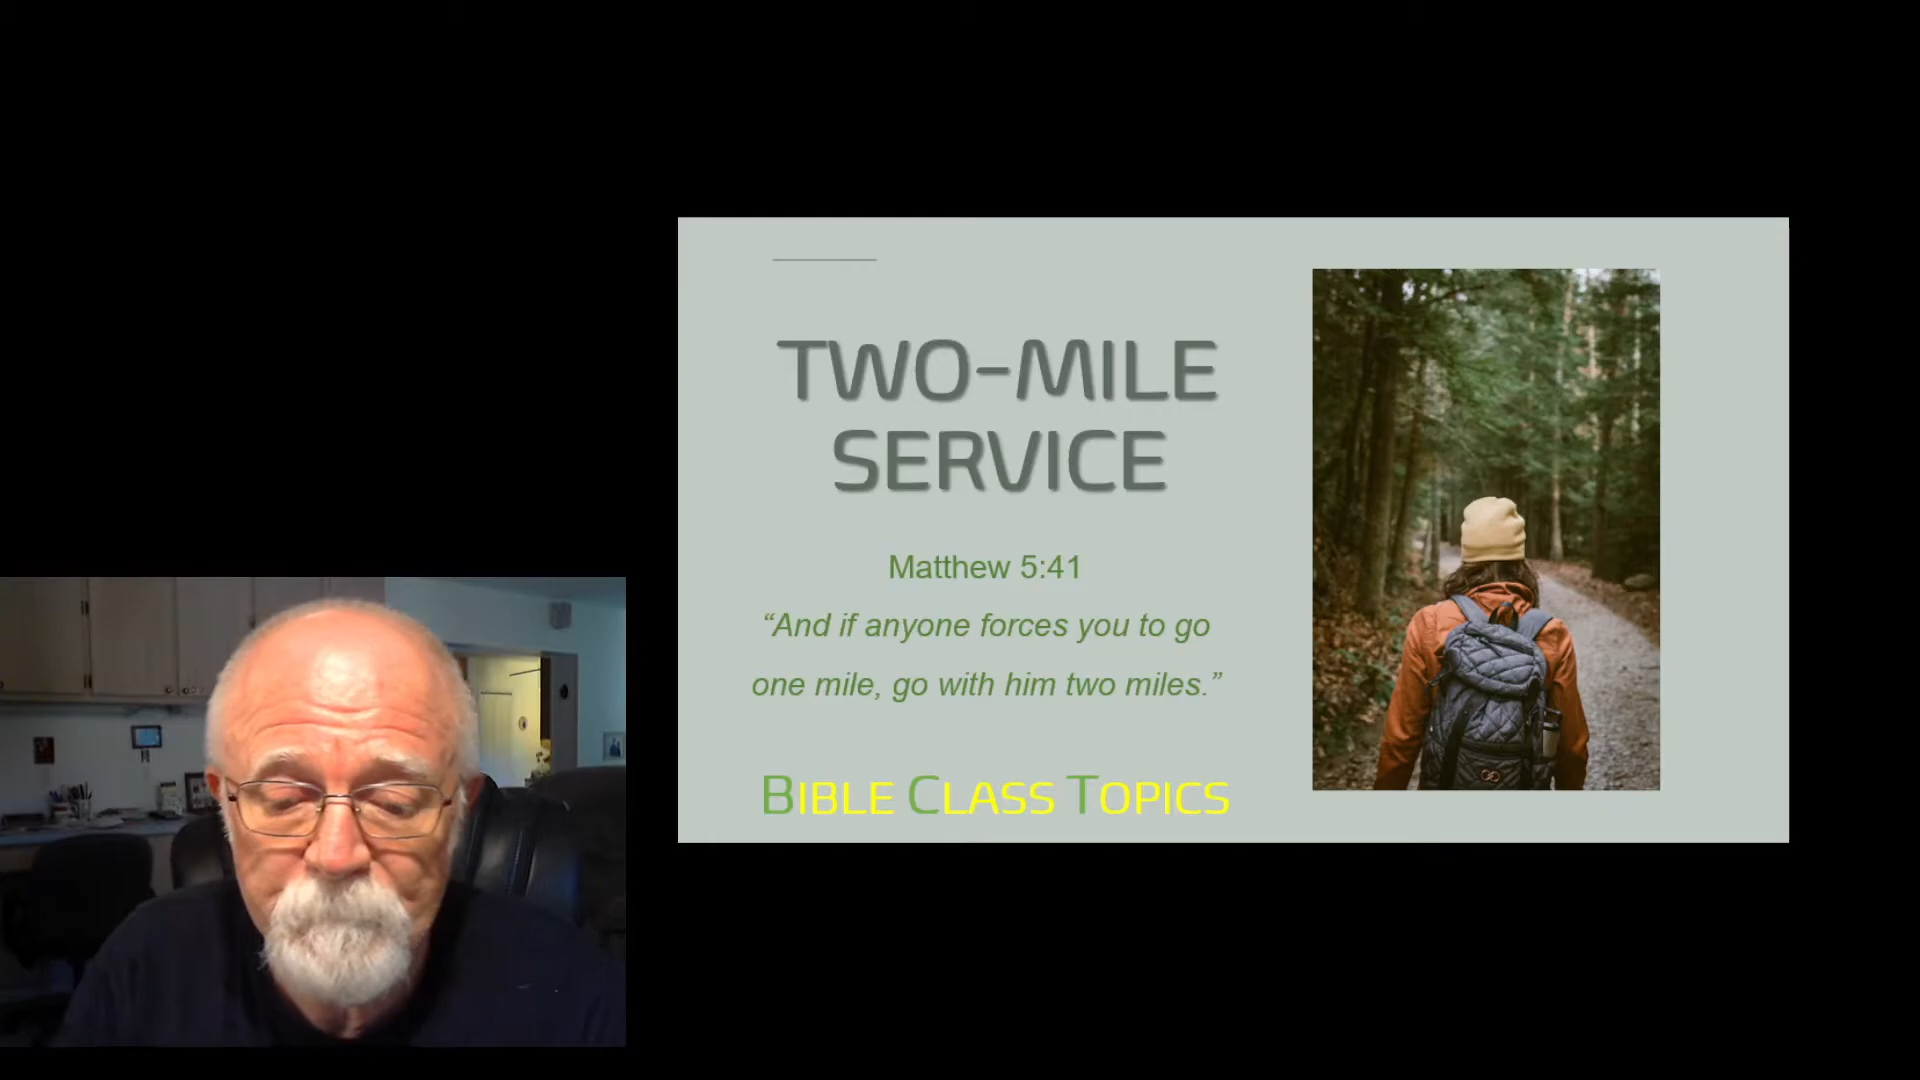 TWO-MILE
SERVICE
Matthew 5:41
“And if anyone forces you to go
one mile, go with him two miles.”
BIBLE CLASS TOPICS